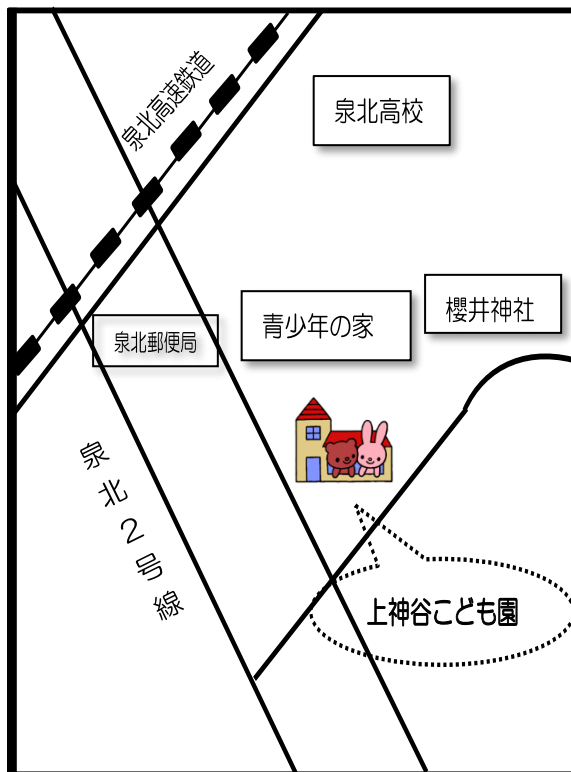 泉北高速鉄道
泉北高校
櫻井神社
青少年の家
泉北郵便局
泉北2号線
上神谷こども園